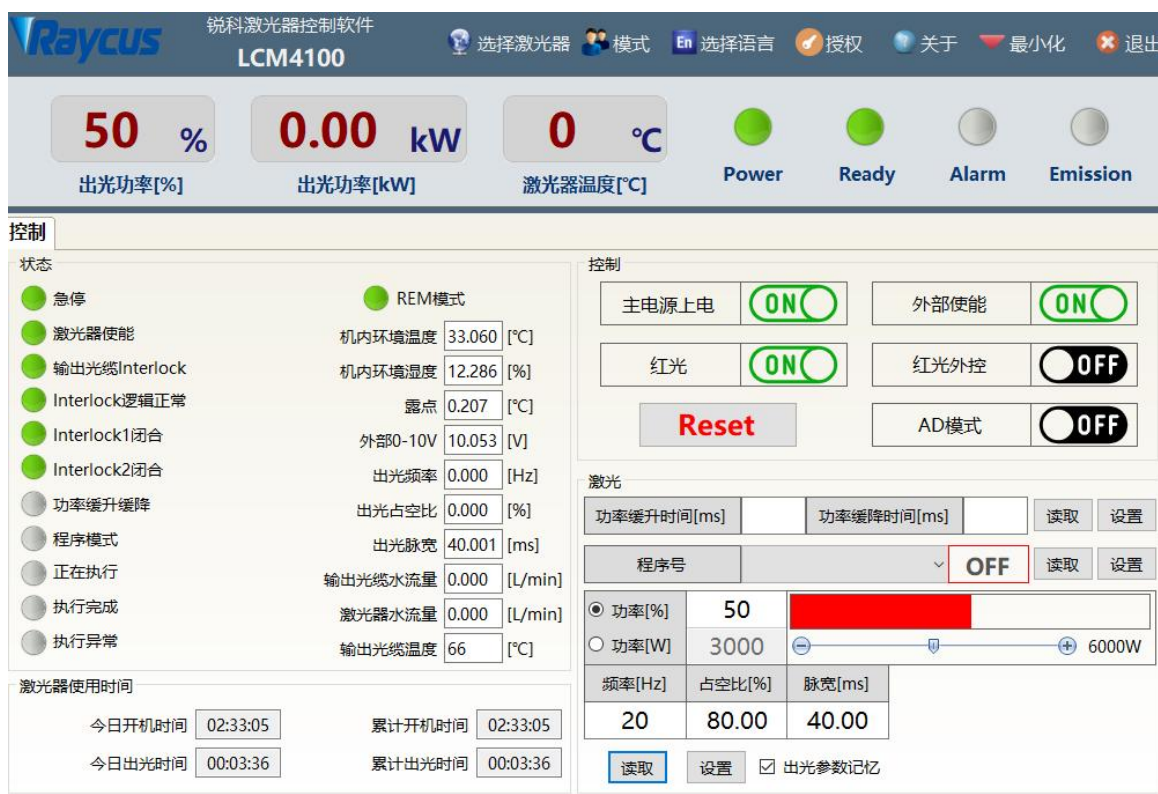 Raycus
锐科激光器控制软件
LCM4100
选择激光器 模式 En 选择语言 授权 关于 最小化 退出
50 % 0.00 kW 0 ℃
出光功率[%] 出光功率[kW] 激光器温度[℃] Power Ready Alarm Emission
控制
状态
急停 REM模式
激光器使能 机内环境温度 33.060 [℃]
输出光缆Interlock 机内环境湿度 12.286 [%]
Interlock逻辑正常 露点 0.207 [℃]
Interlock1闭合 外部0-10V 10.053 [V]
Interlock2闭合 出光频率 0.000 [Hz]
功率缓升缓降 出光占空比 0.000 [%]
程序模式 出光脉宽 40.001 [ms]
正在执行 输出光缆水流量 0.000 [L/min]
执行完成 激光器水流量 0.000 [L/min]
执行异常 输出光缆温度 66 [℃]
激光器使用时间
今日开机时间 02:33:05 累计开机时间 02:33:05
今日出光时间 00:03:36 累计出光时间 00:03:36
控制
主电源上电 ON 外部使能 ON
红光 ON 红光外控 OFF
Reset AD模式 OFF
激光
功率缓升时间[ms] 功率缓降时间[ms] 读取 设置
程序号 OFF 读取 设置
功率[%] 50
功率[W] 3000 6000W
频率[Hz] 占空比[%] 脉宽[ms]
20 80.00 40.00
读取 设置 出光参数记忆